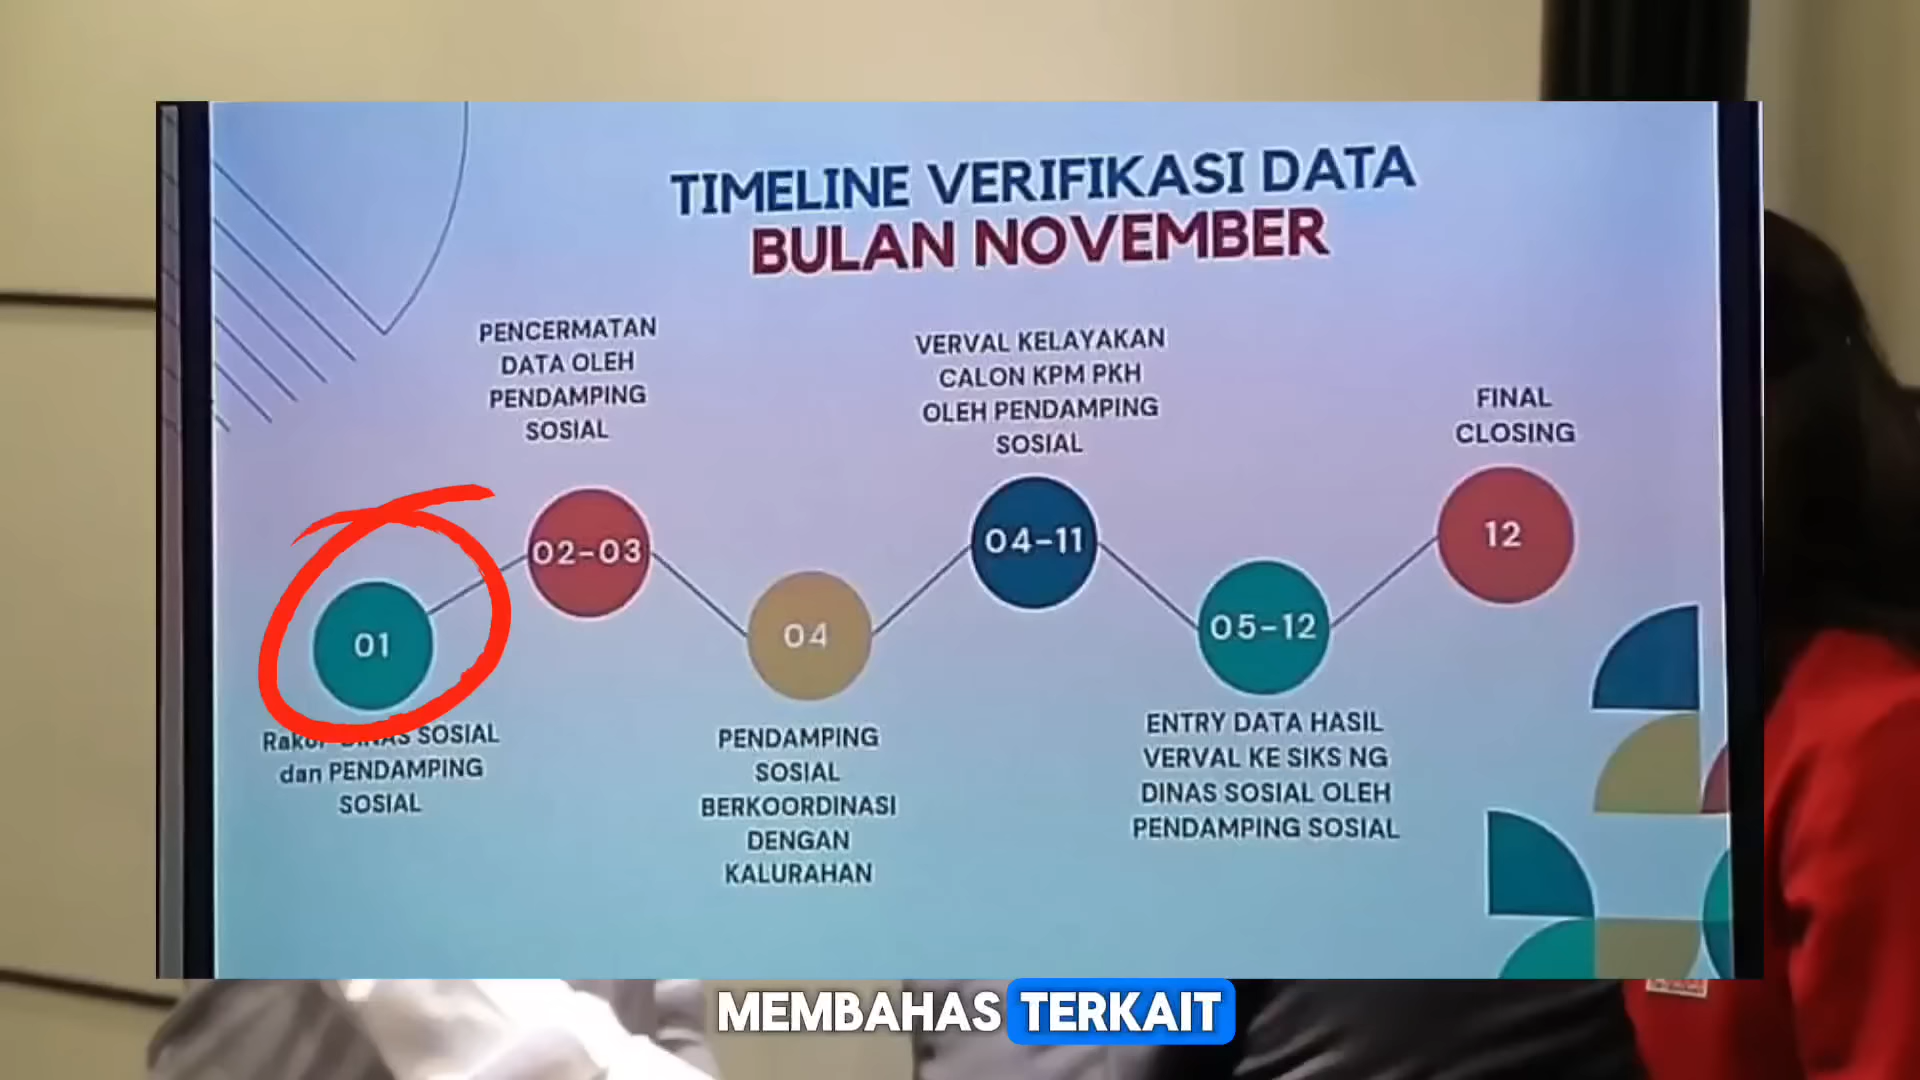 TIMELINE VERIFIKASI DATA
BULAN NOVEMBER
01
SOSIAL
dan PENDAMPING
SOSIAL
PENCERMATAN
DATA OLEH
PENDAMPING
SOSIAL
02-03
04
PENDAMPING
SOSIAL
BERKOORDINASI
DENGAN
KALURAHAN
VERVAL KELAYAKAN
CALON KPM PKH
OLEH PENDAMPING
SOSIAL
04-11
05-12
ENTRY DATA HASIL
VERVAL KE SIKS NG
DINAS SOSIAL OLEH
PENDAMPING SOSIAL
FINAL
CLOSING
12
MEMBAHAS TERKAIT